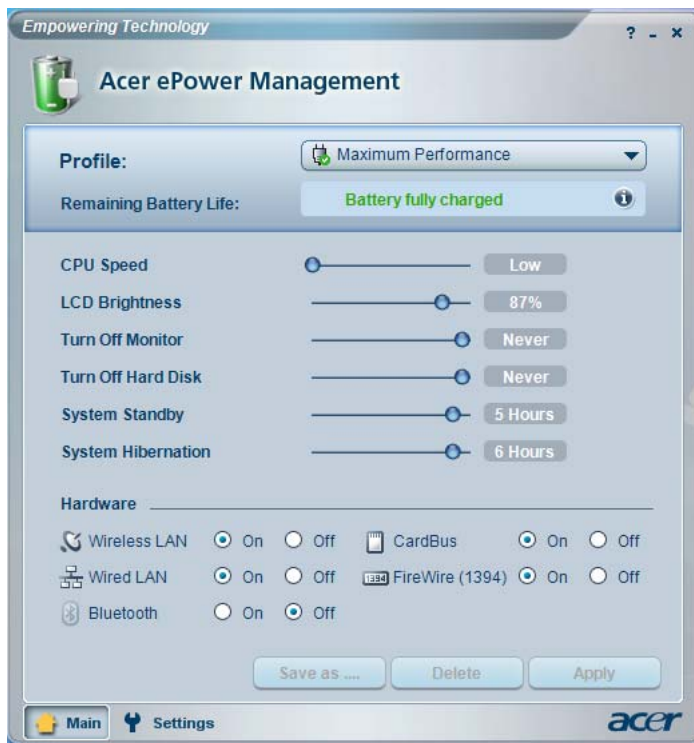 Empowering Technology
? - ×
Acer ePower Management
Profile: Maximum Performance
Remaining Battery Life: Battery fully charged
CPU Speed Low
LCD Brightness 87%
Turn Off Monitor Never
Turn Off Hard Disk Never
System Standby 5 Hours
System Hibernation 6 Hours
Hardware
Wireless LAN On Off CardBus On Off
Wired LAN On Off 1394 FireWire (1394) On Off
Bluetooth On Off
Save as .... Delete Apply
Main Settings acer